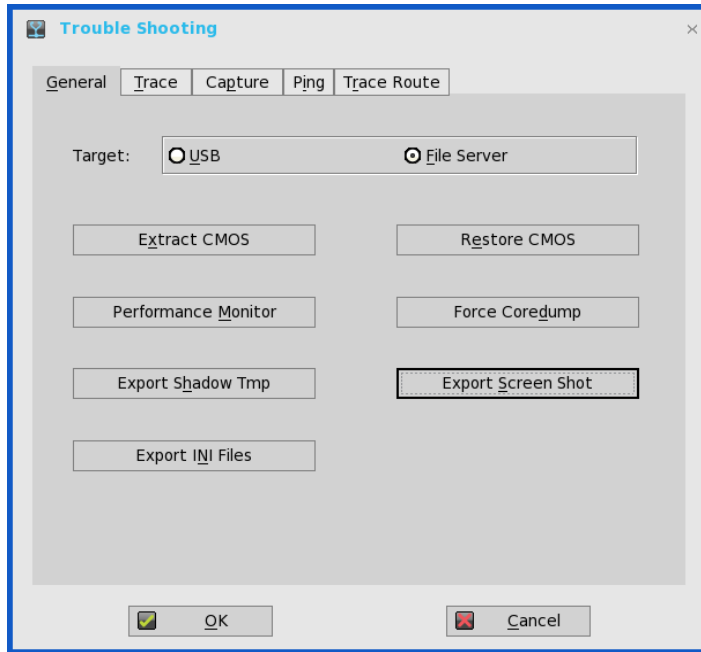 Trouble Shooting
General Trace Capture Ping Trace Route
Target: USB File Server
Extract CMOS Restore CMOS
Performance Monitor Force Coredump
Export Shadow Tmp Export Screen Shot
Export INI Files
OK Cancel